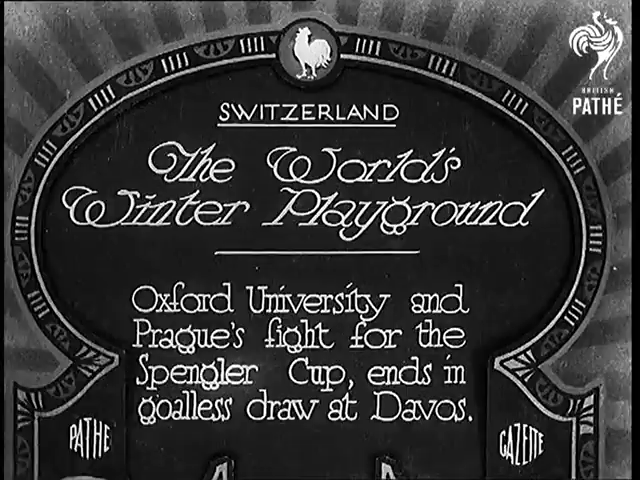 BRITISH
PATHÉ
SWITZERLAND
The World's
Winter Playground
Oxford University and
Prague's fight for the
Spengler Cup, ends in
goalless draw at Davos.
PATHE
GAZETTE